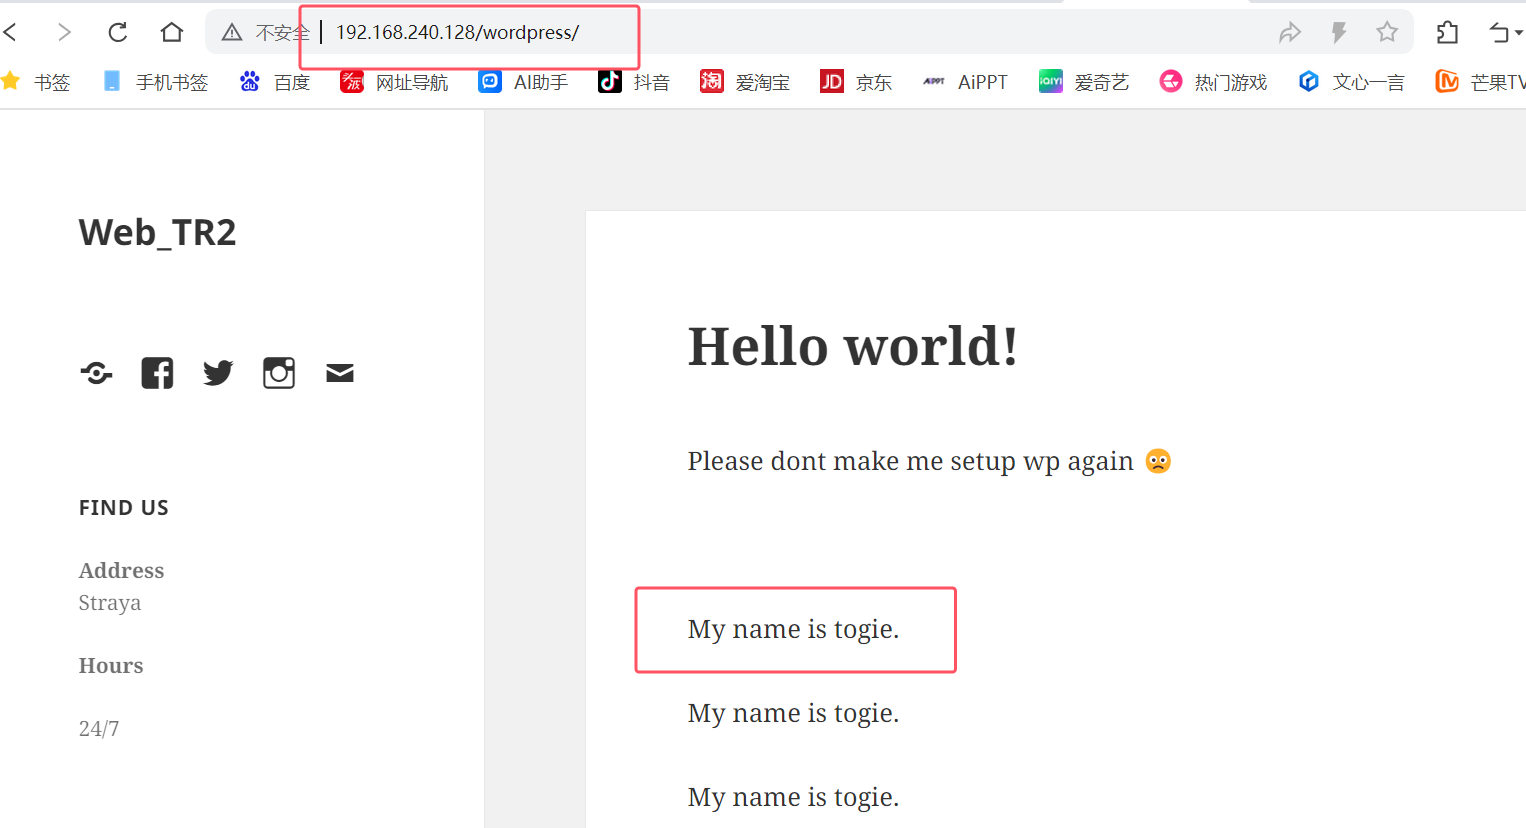 不安全 192.168.240.128/wordpress/
书签 手机书签 百度 网址导航 AI助手 抖音 爱淘宝 京东 AiPPT 爱奇艺 热门游戏 文心一言 芒果TV
Web_TR2
Hello world!
Please dont make me setup wp again
FIND US
Address
Straya
My name is togie.
Hours
My name is togie.
24/7
My name is togie.